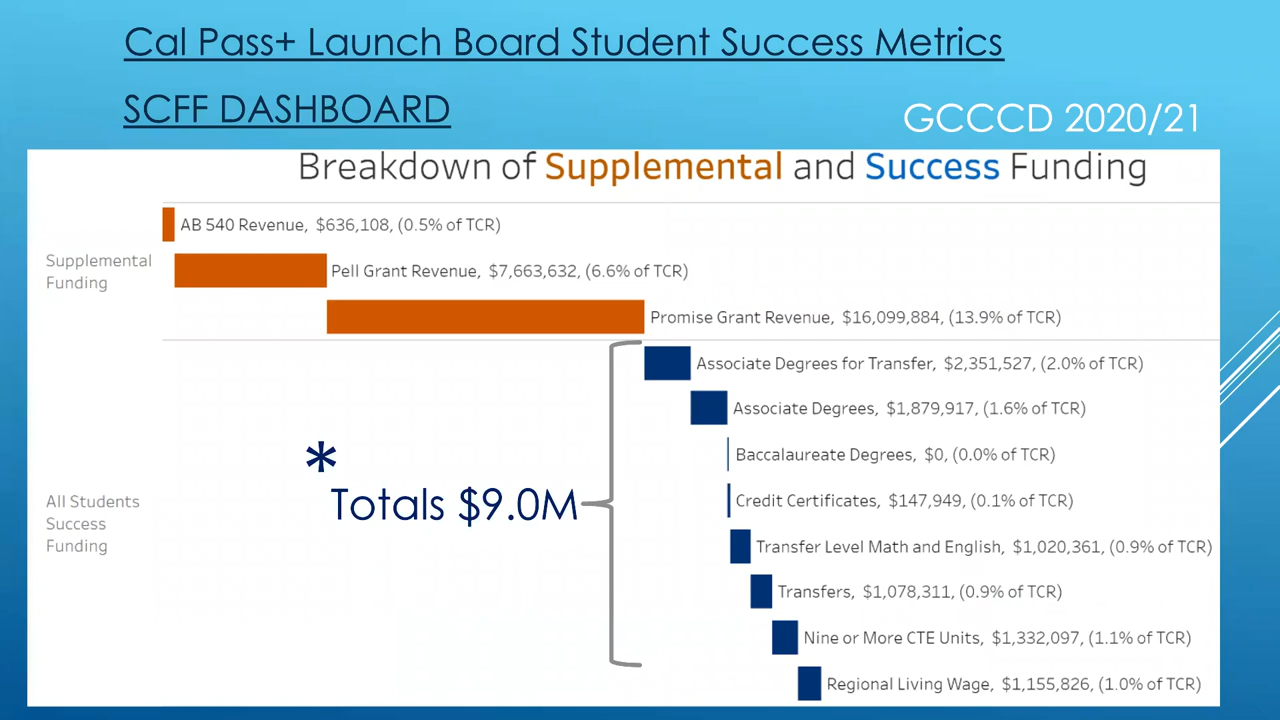 Cal Pass+ Launch Board Student Success Metrics
SCFF DASHBOARD
GCCCD 2020/21
Breakdown of Supplemental and Success Funding
Supplemental
Funding
AB 540 Revenue, $636,108, (0.5% of TCR)
Pell Grant Revenue, $7,663,632, (6.6% of TCR)
Promise Grant Revenue, $16,099,884, (13.9% of TCR)
All Students
Success
Funding
*
Totals $9.0M
Associate Degrees for Transfer, $2,351,527, (2.0% of TCR)
Associate Degrees, $1,879,917, (1.6% of TCR)
Baccalaureate Degrees, $0, (0.0% of TCR)
Credit Certificates, $147,949, (0.1% of TCR)
Transfer Level Math and English, $1,020,361, (0.9% of TCR)
Transfers, $1,078,311, (0.9% of TCR)
Nine or More CTE Units, $1,332,097, (1.1% of TCR)
Regional Living Wage, $1,155,826, (1.0% of TCR)